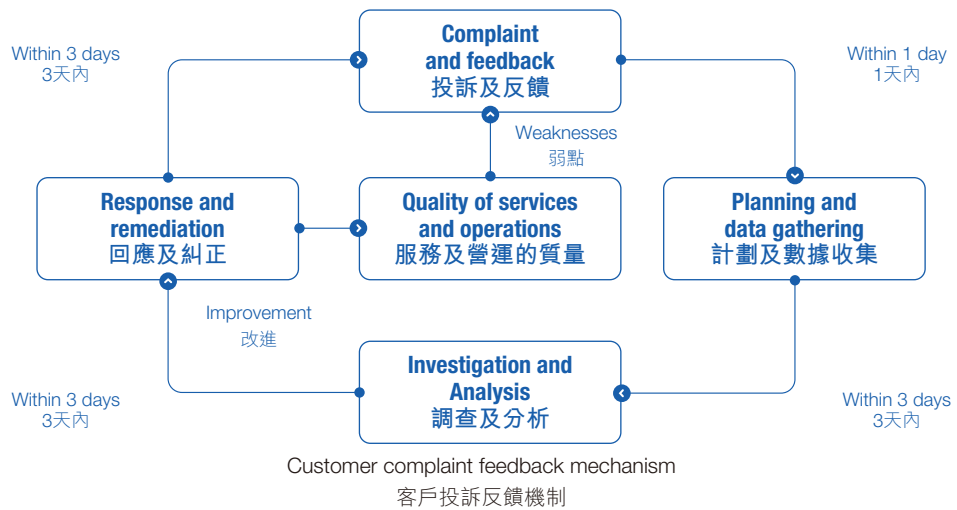 Complaint
and feedback
投訴及反饋
Within 3 days
3天內
Within 1 day
1天內
Weaknesses
弱點
Response and
remediation
回應及糾正
Quality of services
and operations
服務及營運的質量
Planning and
data gathering
計劃及數據收集
Improvement
改進
Investigation and
Analysis
調查及分析
Within 3 days
3天內
Within 3 days
3天內
Customer complaint feedback mechanism
客戶投訴反饋機制